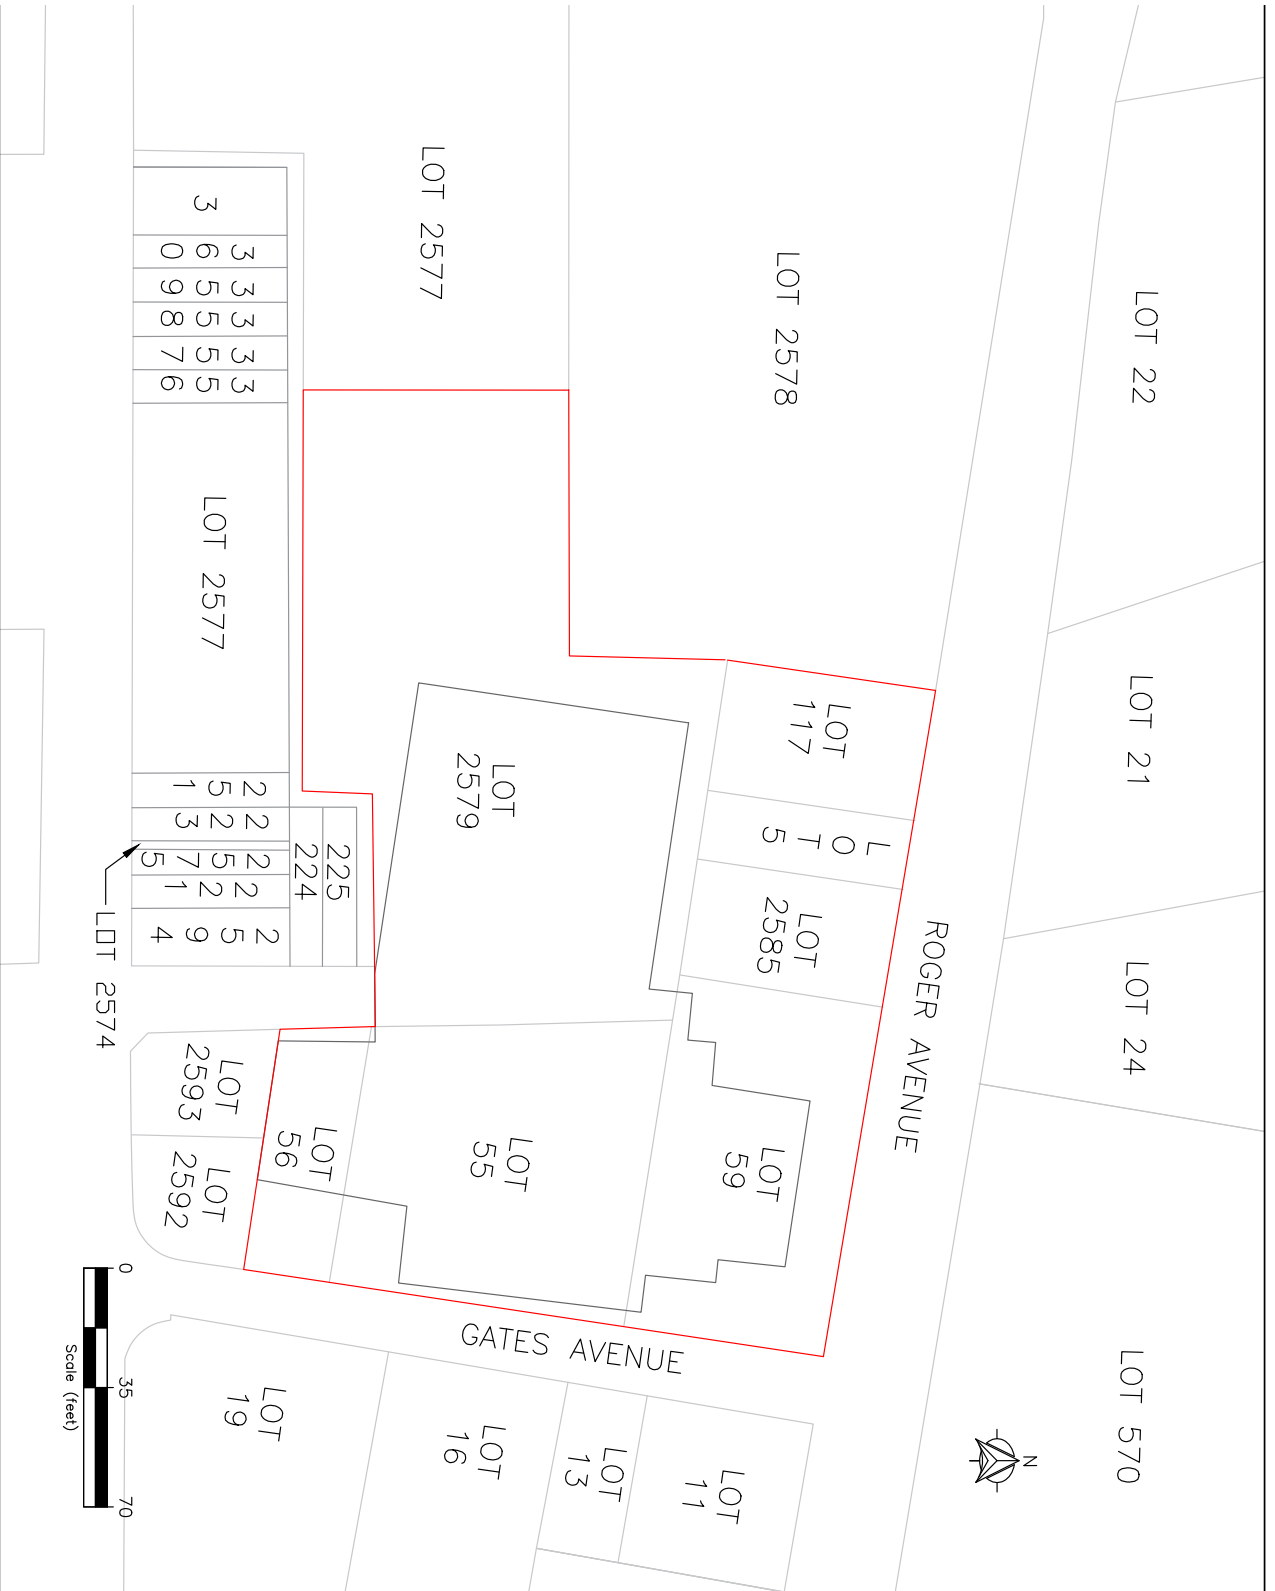 LOT 22
LOT 21
LOT 24
LOT 570
N
ROGER AVENUE
LOT 2578
LOT
117
L
O
T
5
LOT
2585
LOT
59
LOT
11
LOT 2577
LOT
2579
LOT
55
GATES AVENUE
LOT
13
LOT
16
225
224
LOT
56
LOT
19
3
3
6
0
3
5
9
3
5
8
3
5
7
3
5
6
LOT 2577
2
5
1
2
2
3
2
5
7
5
2
2
1
2
5
9
4
LOT
2593
LOT
2592
LOT 2574
0 35 70
Scale (feet)